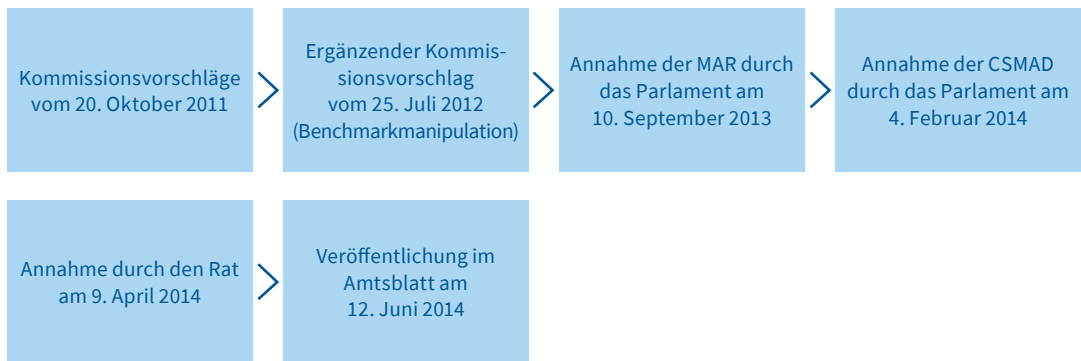 Kommissionsvorschläge
vom 20. Oktober 2011
Ergänzender Kommis-
sionsvorschlag
vom 25. Juli 2012
(Benchmarkmanipulation)
Annahme der MAR durch
das Parlament am
10. September 2013
Annahme der CSMAD
durch das Parlament am
4. Februar 2014
Annahme durch den Rat
am 9. April 2014
Veröffentlichung im
Amtsblatt am
12. Juni 2014